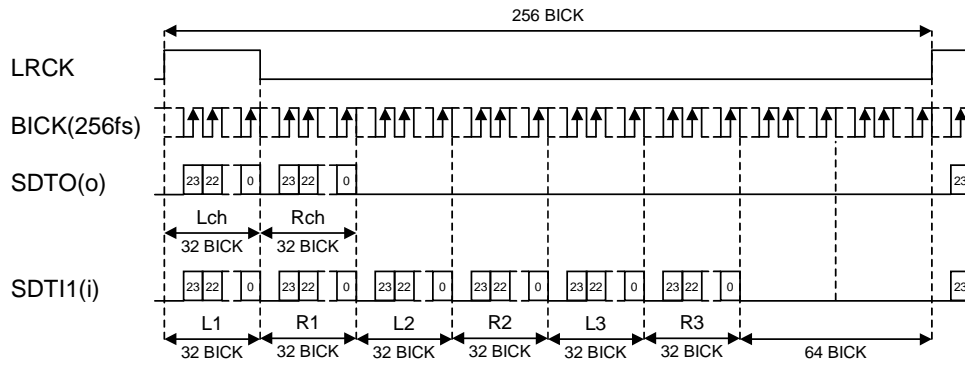 256 BICK
LRCK
BICK(256fs)
SDTO(o) 23 22 0 23 22 0 23
Lch Rch
32 BICK 32 BICK
SDTI1(i) 23 22 0 23 22 0 23 22 0 23 22 0 23 22 0 23 22 0 23
L1 R1 L2 R2 L3 R3
32 BICK 32 BICK 32 BICK 32 BICK 32 BICK 32 BICK 64 BICK